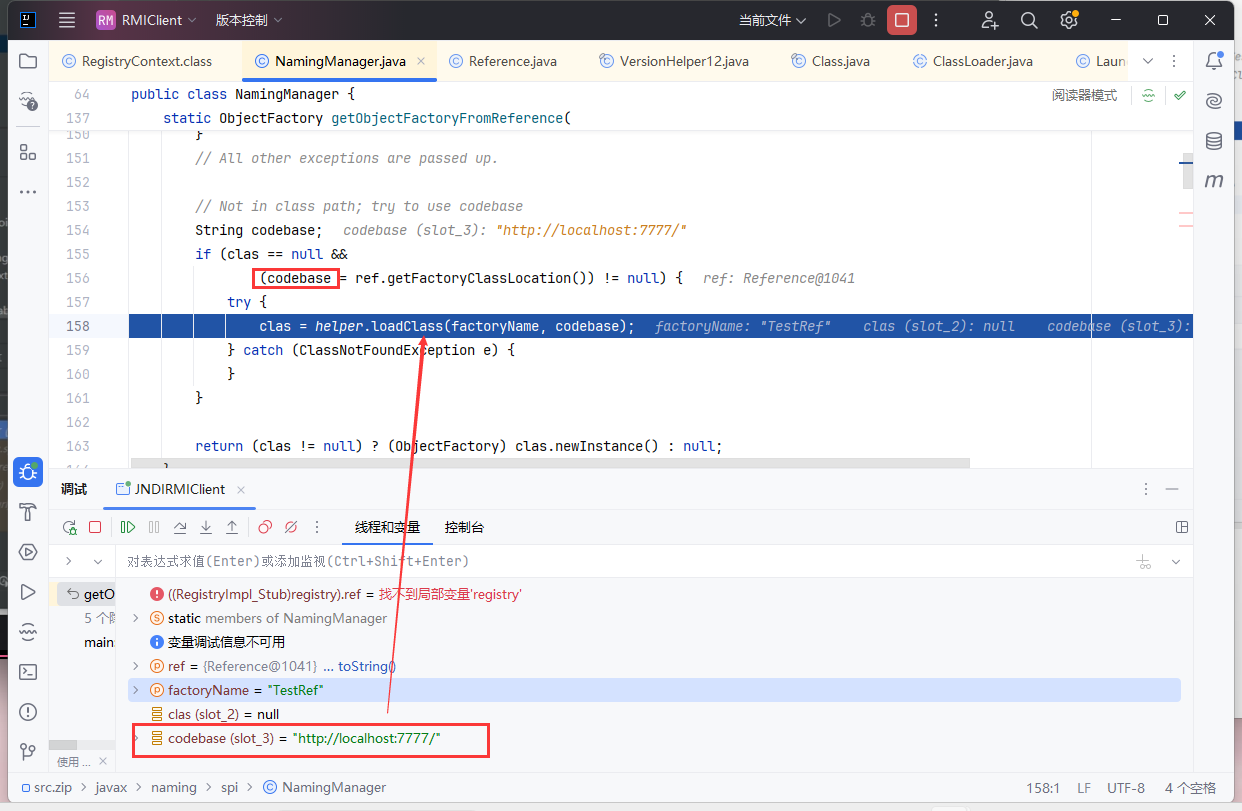 RM RMIClient 版本控制 当前文件
RegistryContext.class NamingManager.java Reference.java VersionHelper12.java Class.java ClassLoader.java Laun
64 public class NamingManager { 阅读器模式
137 static ObjectFactory getObjectFactoryFromReference(
150 }
151 // All other exceptions are passed up.
152
153 // Not in class path; try to use codebase
154 String codebase; codebase (slot_3): "http://localhost:7777/"
155 if (clas == null &&
156 (codebase = ref.getFactoryClassLocation()) != null) { ref: Reference@1041
157 try {
158 clas = helper.loadClass(factoryName, codebase); factoryName: "TestRef" clas (slot_2): null codebase (slot_3):
159 } catch (ClassNotFoundException e) {
160 }
161 }
162
163 return (clas != null) ? (ObjectFactory) clas.newInstance() : null;
调试 JNDIRMIClient
线程和变量 控制台
对表达式求值(Enter)或添加监视(Ctrl+Shift+Enter)
getO
5 个
main:
((RegistryImpl_Stub)registry).ref = 找不到局部变量'registry'
static members of NamingManager
变量调试信息不可用
ref = {Reference@1041} ... toString()
factoryName = "TestRef"
clas (slot_2) = null
codebase (slot_3) = "http://localhost:7777/"
使用 ...
src.zip javax naming spi NamingManager 158:1 LF UTF-8 4 个空格